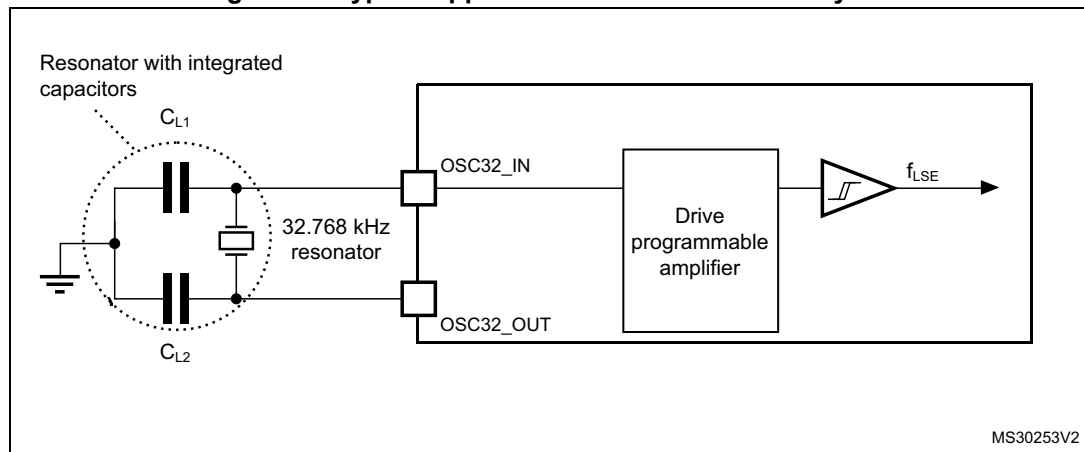 Resonator with integrated
capacitors
CL1
OSC32_IN
fLSE
32.768 kHz
resonator
Drive
programmable
amplifier
OSC32_OUT
CL2
MS30253V2